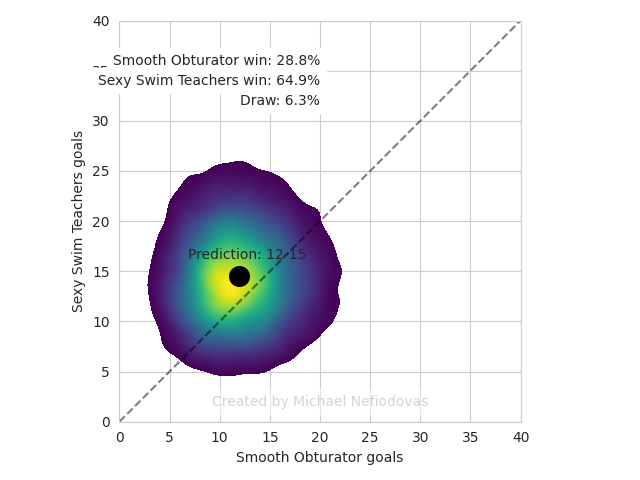 40
Smooth Obturator win: 28.8%
Sexy Swim Teachers win: 64.9%
Draw: 6.3%
30
25
20
15
10
5
0
Sexy Swim Teachers goals
Prediction: 12-15
Created by Michael Nefiodovas
0 5 10 15 20 25 30 35 40
Smooth Obturator goals